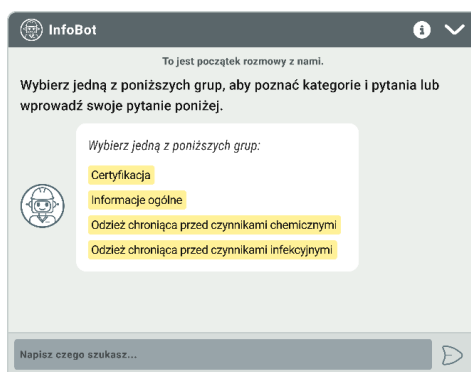 InfoBot
To jest początek rozmowy z nami.
Wybierz jedną z poniższych grup, aby poznać kategorie i pytania lub
wprowadź swoje pytanie poniżej.
Wybierz jedną z poniższych grup:
Certyfikacja
Informacje ogólne
Odzież chroniąca przed czynnikami chemicznymi
Odzież chroniąca przed czynnikami infekcyjnymi
Napisz czego szukasz...